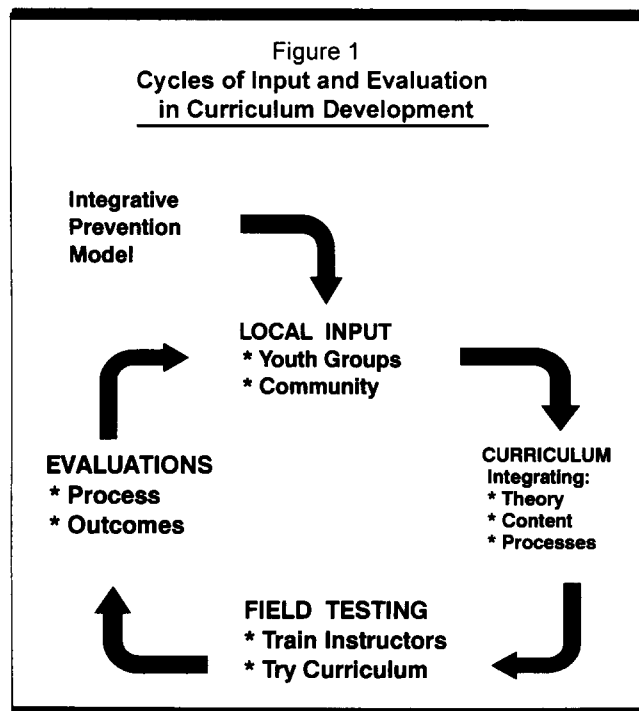 Figure 1
Cycles of Input and Evaluation
in Curriculum Development
Integrative
Prevention
Model
LOCAL INPUT
* Youth Groups
* Community
CURRICULUM
Integrating:
* Theory
* Content
* Processes
FIELD TESTING
* Train Instructors
* Try Curriculum
EVALUATIONS
* Process
* Outcomes